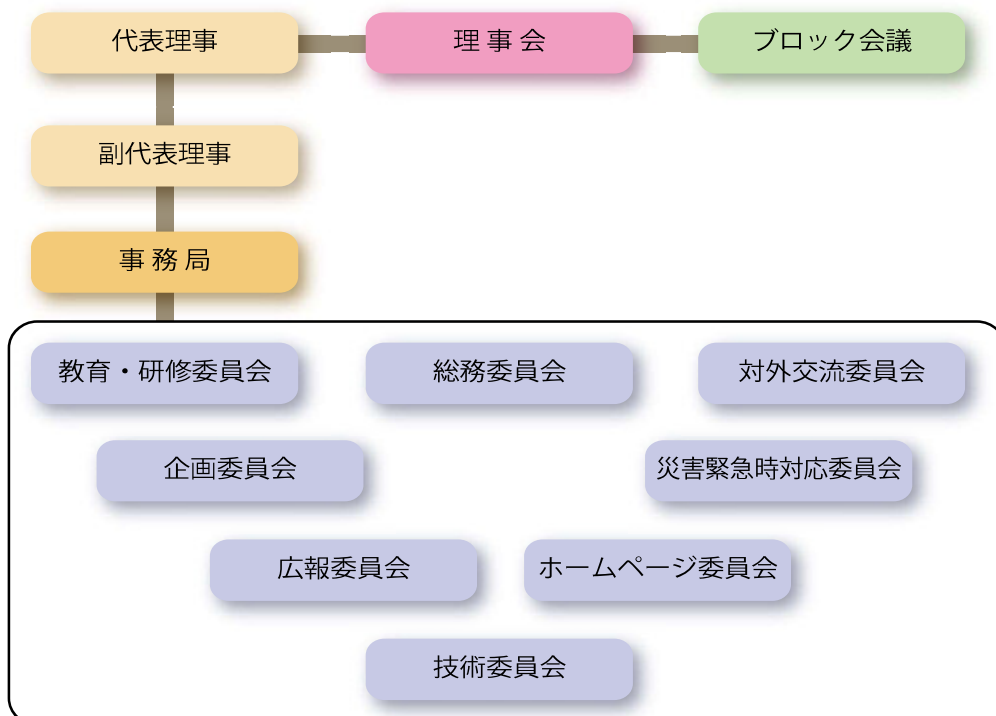 代表理事
理 事 会
ブロック会議
副代表理事
事 務 局
教育・研修委員会
総務委員会
対外交流委員会
企画委員会
災害緊急時対応委員会
広報委員会
ホームページ委員会
技術委員会